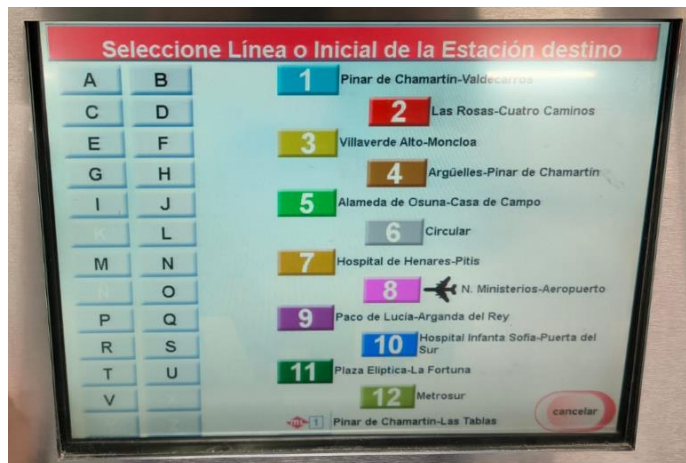 Seleccione Línea o Inicial de la Estación destino
A B
1 Pinar de Chamartín-Valdecarros
C D
2 Las Rosas-Cuatro Caminos
E F
3 Villaverde Alto-Moncloa
G H
4 Argüelles-Pinar de Chamartín
I J
5 Alameda de Osuna-Casa de Campo
K L
6 Circular
M N
7 Hospital de Henares-Pitis
Ñ O
8 N. Ministerios-Aeropuerto
P Q
9 Paco de Lucía-Arganda del Rey
R S
10 Hospital Infanta Sofía-Puerta del
Sur
T U
11 Plaza Elíptica-La Fortuna
V
12 Metrosur
cancelar
ML 1 Pinar de Chamartín-Las Tablas